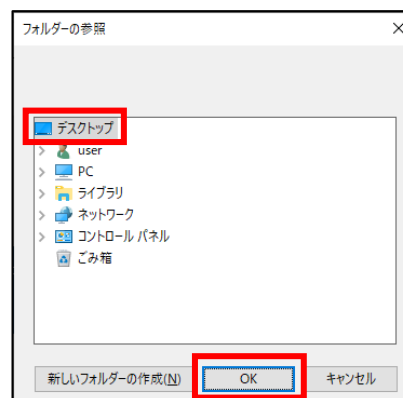 フォルダーの参照
デスクトップ
user
PC
ライブラリ
ネットワーク
コントロール パネル
ごみ箱
新しいフォルダーの作成(N) OK キャンセル